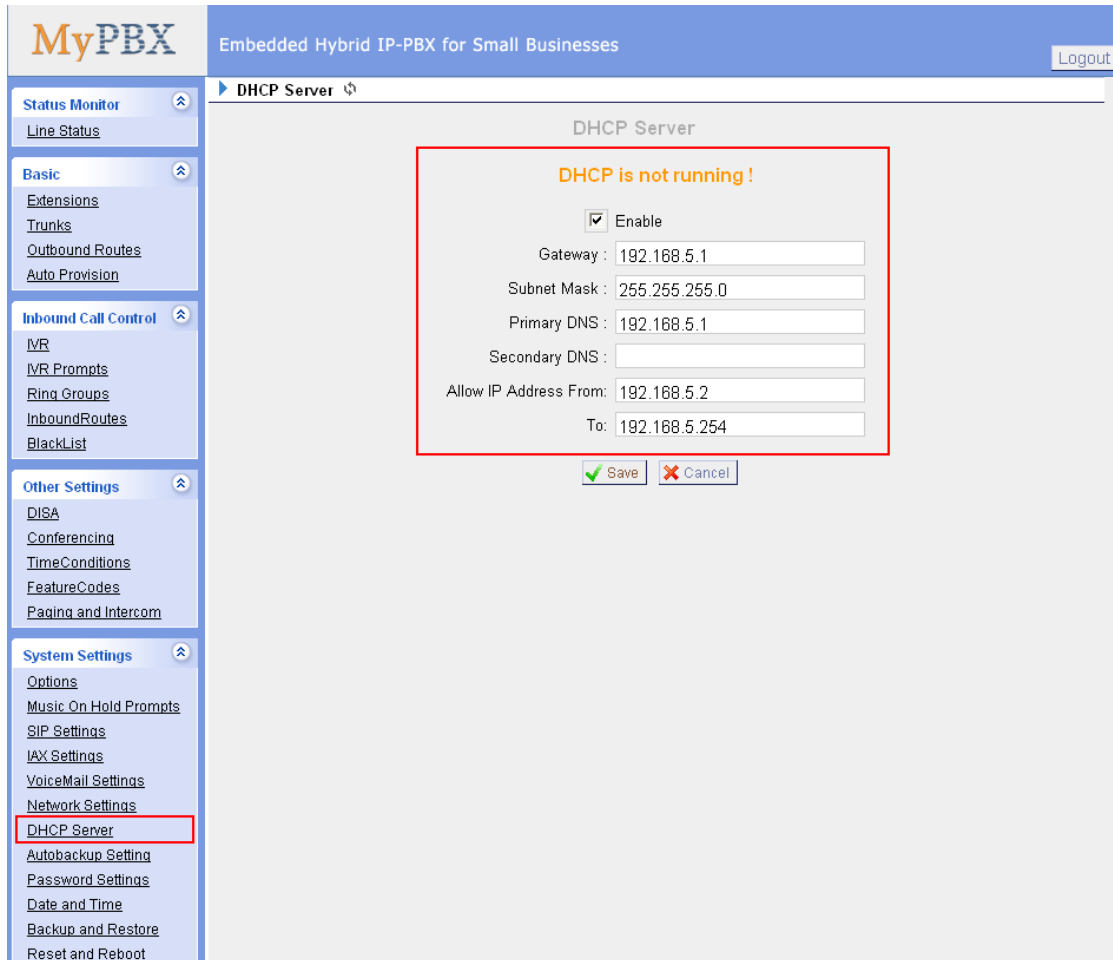 MyPBX
Embedded Hybrid IP-PBX for Small Businesses
Logout
Status Monitor
Line Status
Basic
Extensions
Trunks
Outbound Routes
Auto Provision
Inbound Call Control
IVR
IVR Prompts
Ring Groups
InboundRoutes
BlackList
Other Settings
DISA
Conferencing
TimeConditions
FeatureCodes
Paging and Intercom
System Settings
Options
Music On Hold Prompts
SIP Settings
IAX Settings
VoiceMail Settings
Network Settings
DHCP Server
Autobackup Setting
Password Settings
Date and Time
Backup and Restore
Reset and Reboot
DHCP Server
DHCP Server
DHCP is not running !
Enable
Gateway : 192.168.5.1
Subnet Mask : 255.255.255.0
Primary DNS : 192.168.5.1
Secondary DNS :
Allow IP Address From: 192.168.5.2
To: 192.168.5.254
Save Cancel